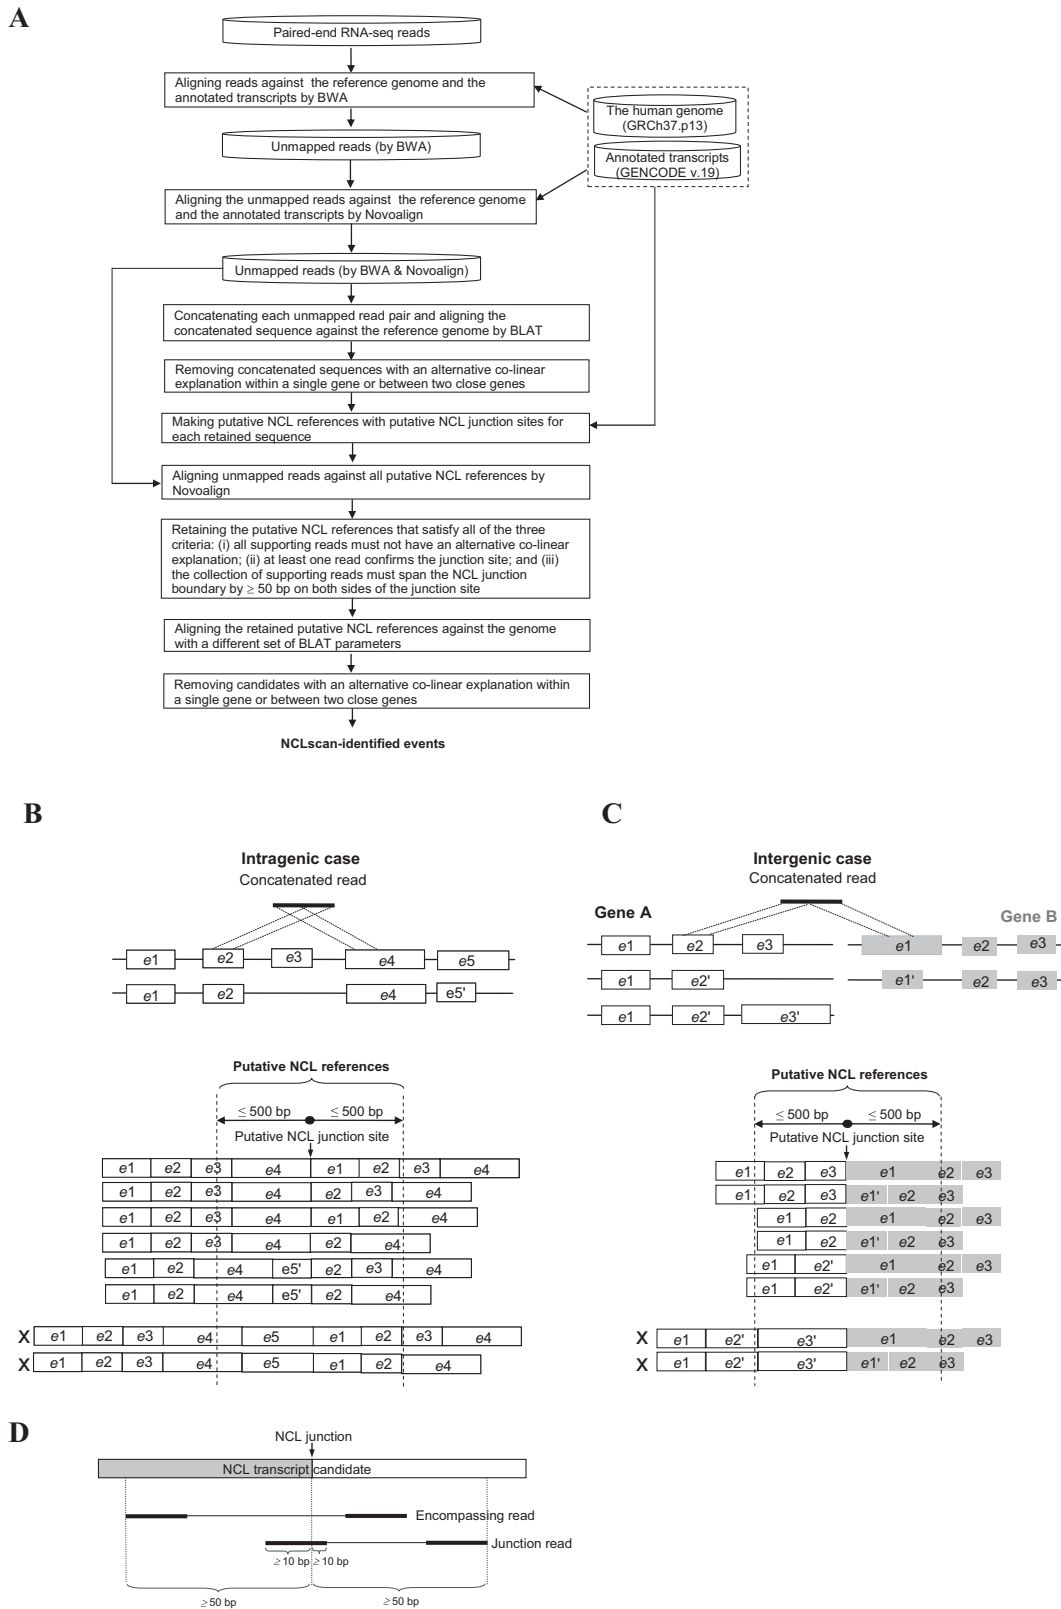 A
Paired-end RNA-seq reads
Aligning reads against the reference genome and the
annotated transcripts by BWA
The human genome
(GRCh37.p13)
Unmapped reads (by BWA)
Annotated transcripts
(GENCODE v.19)
Aligning the unmapped reads against the reference genome
and the annotated transcripts by Novoalign
Unmapped reads (by BWA & Novoalign)
Concatenating each unmapped read pair and aligning the
concatenated sequence against the reference genome by BLAT
Removing concatenated sequences with an alternative co-linear
explanation within a single gene or between two close genes
Making putative NCL references with putative NCL junction sites for
each retained sequence
Aligning unmapped reads against all putative NCL references by
Novoalign
Retaining the putative NCL references that satisfy all of the three
criteria: (i) all supporting reads must not have an alternative co-linear
explanation; (ii) at least one read confirms the junction site; and (iii)
the collection of supporting reads must span the NCL junction
boundary by ≥ 50 bp on both sides of the junction site
Aligning the retained putative NCL references against the genome
with a different set of BLAT parameters
Removing candidates with an alternative co-linear explanation within
a single gene or between two close genes
NCLscan-identified events
B
Intragenic case
Concatenated read
e1 e2 e3 e4 e5
e1 e2 e4 e5'
Putative NCL references
≤ 500 bp ≤ 500 bp
Putative NCL junction site
e1 e2 e3 e4 e1 e2 e3 e4
e1 e2 e3 e4 e2 e3 e4
e1 e2 e3 e4 e1 e2 e4
e1 e2 e3 e4 e2 e4
e1 e2 e4 e5' e2 e3 e4
e1 e2 e4 e5' e2 e4
X e1 e2 e3 e4 e5 e1 e2 e3 e4
X e1 e2 e3 e4 e5 e1 e2 e4
C
Intergenic case
Concatenated read
Gene A Gene B
e1 e2 e3 e1 e2 e3
e1 e2' e1' e2 e3
e1 e2' e3'
Putative NCL references
≤ 500 bp ≤ 500 bp
Putative NCL junction site
e1 e2 e3 e1 e2 e3
e1 e2 e3 e1' e2 e3
e1 e2 e1 e2 e3
e1 e2 e1' e2 e3
e1 e2' e1 e2 e3
e1 e2' e1' e2 e3
X e1 e2' e3' e1 e2 e3
X e1 e2' e3' e1' e2 e3
D
NCL junction
NCL transcript candidate
Encompassing read
Junction read
≥ 10 bp ≥ 10 bp
≥ 50 bp ≥ 50 bp